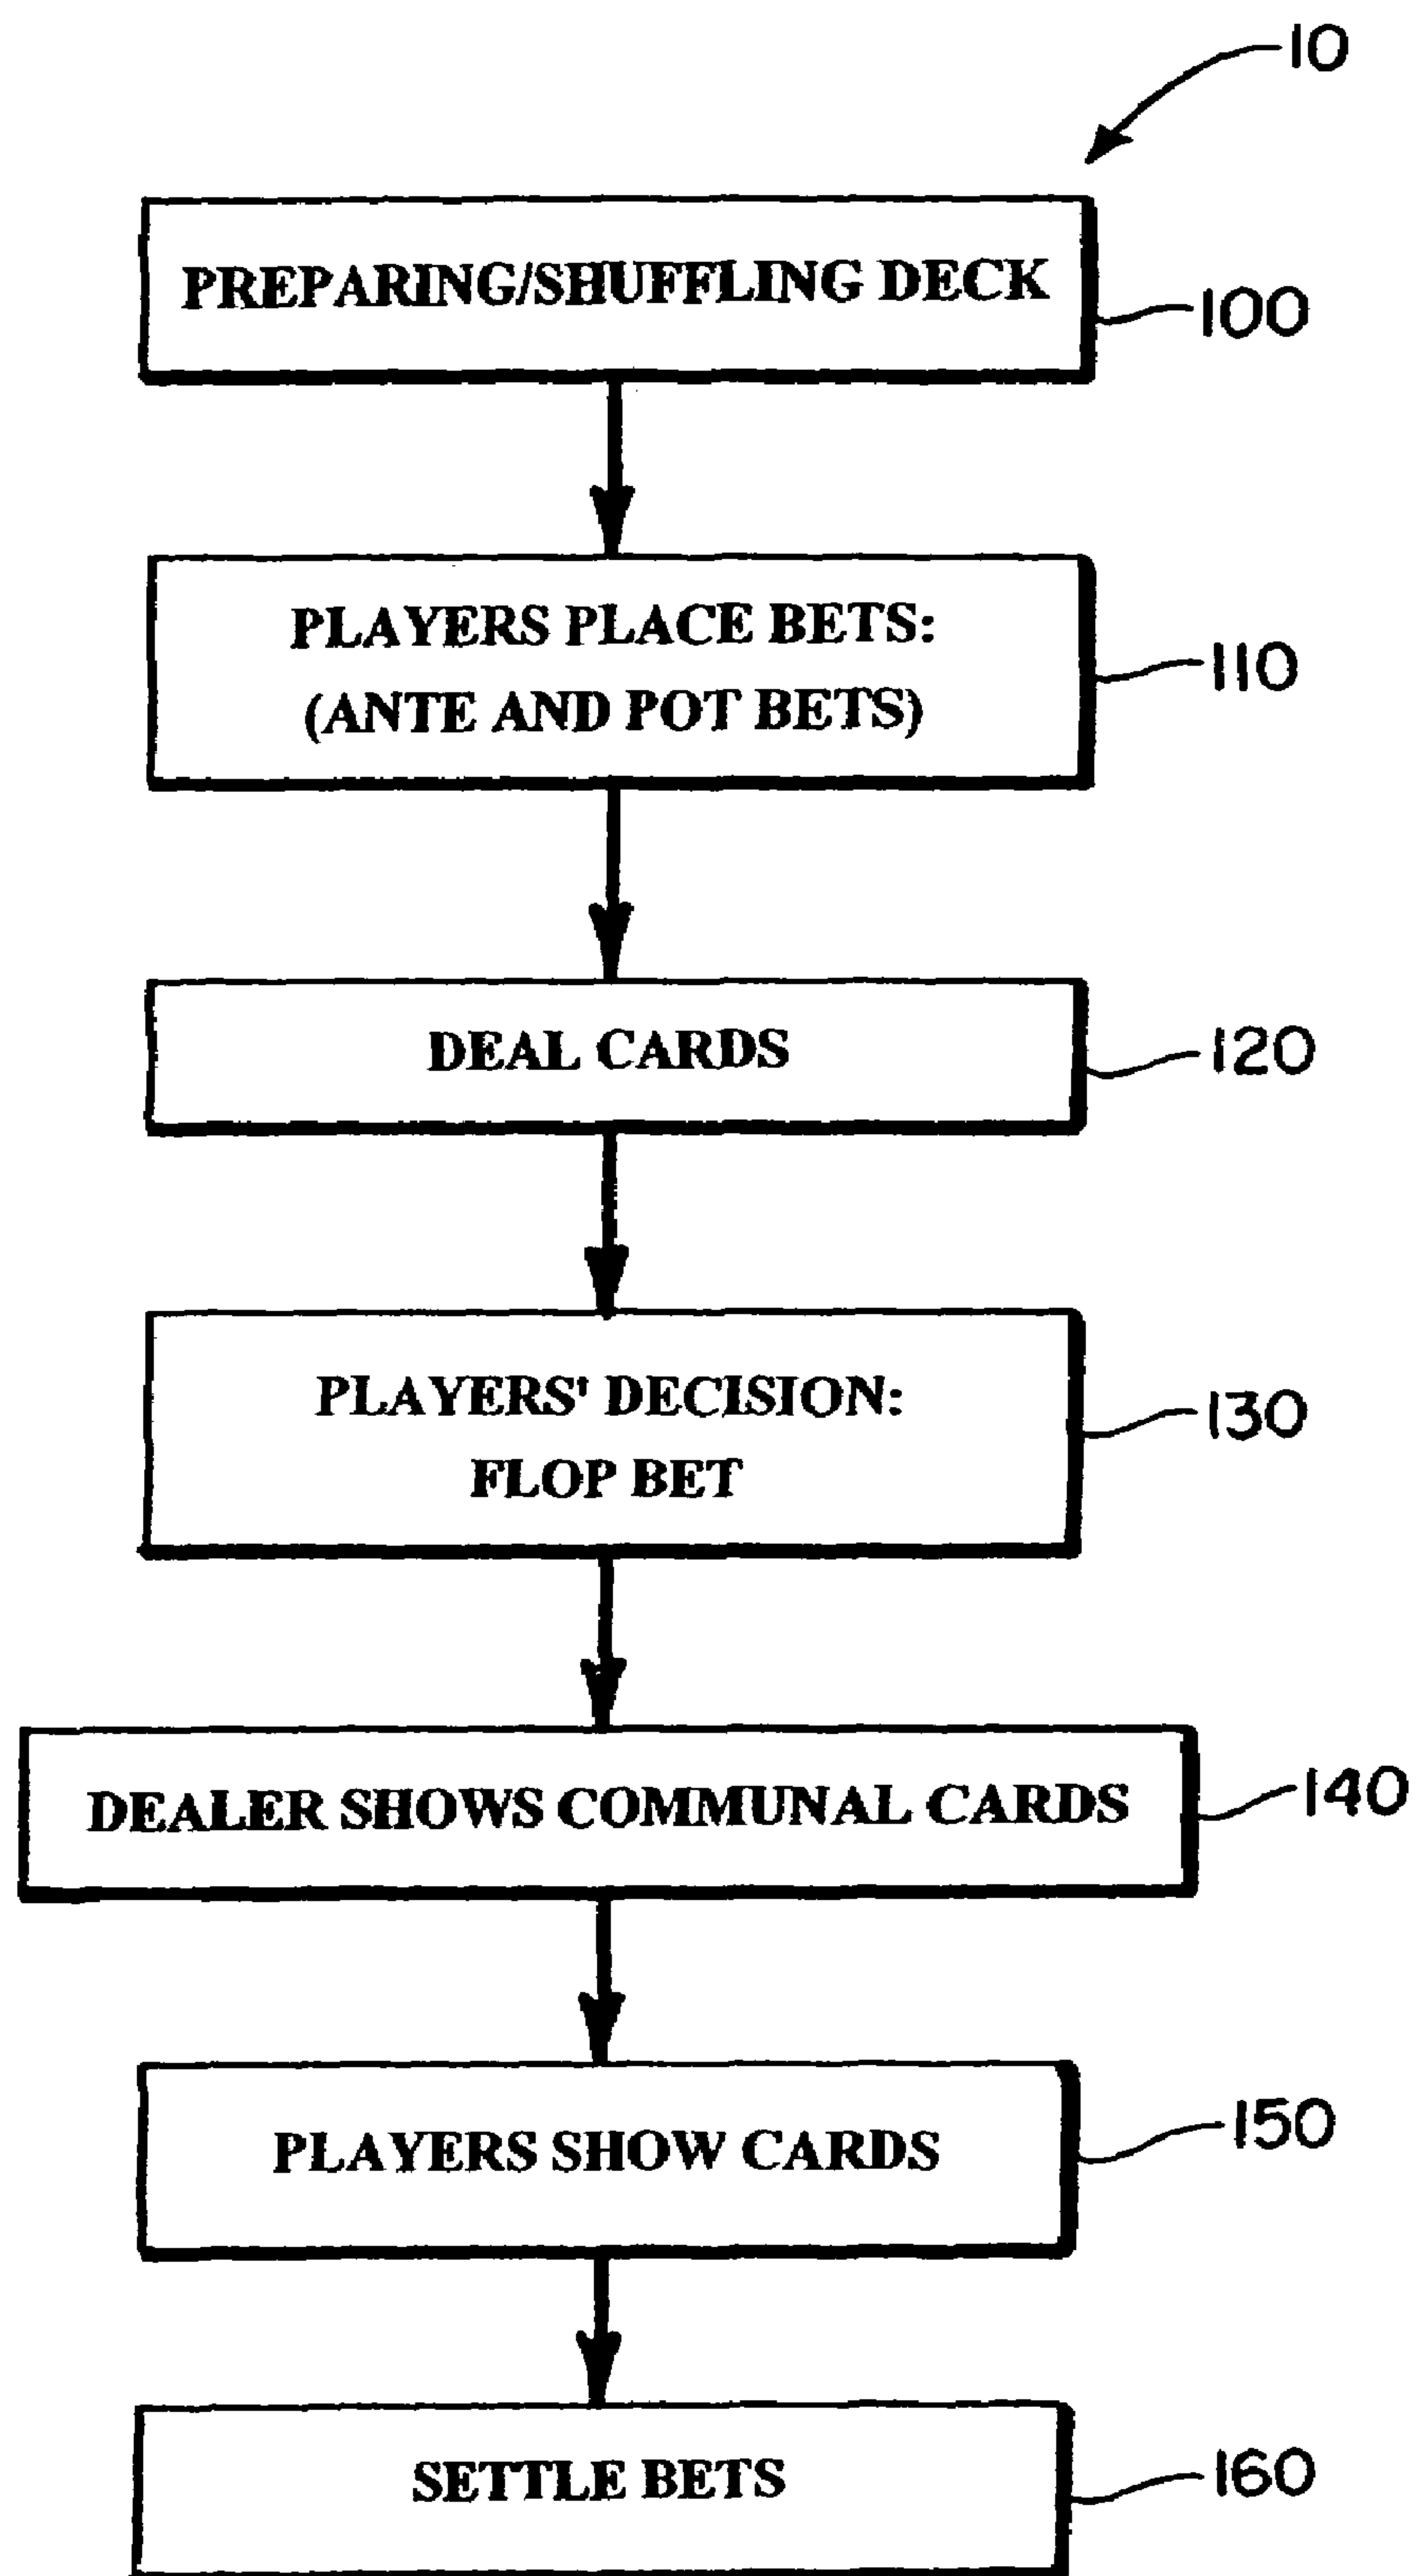 10
PREPARING/SHUFFLING DECK
100
PLAYERS PLACE BETS:
(ANTE AND POT BETS)
110
DEAL CARDS
120
PLAYERS' DECISION:
FLOP BET
130
DEALER SHOWS COMMUNAL CARDS
140
PLAYERS SHOW CARDS
150
SETTLE BETS
160